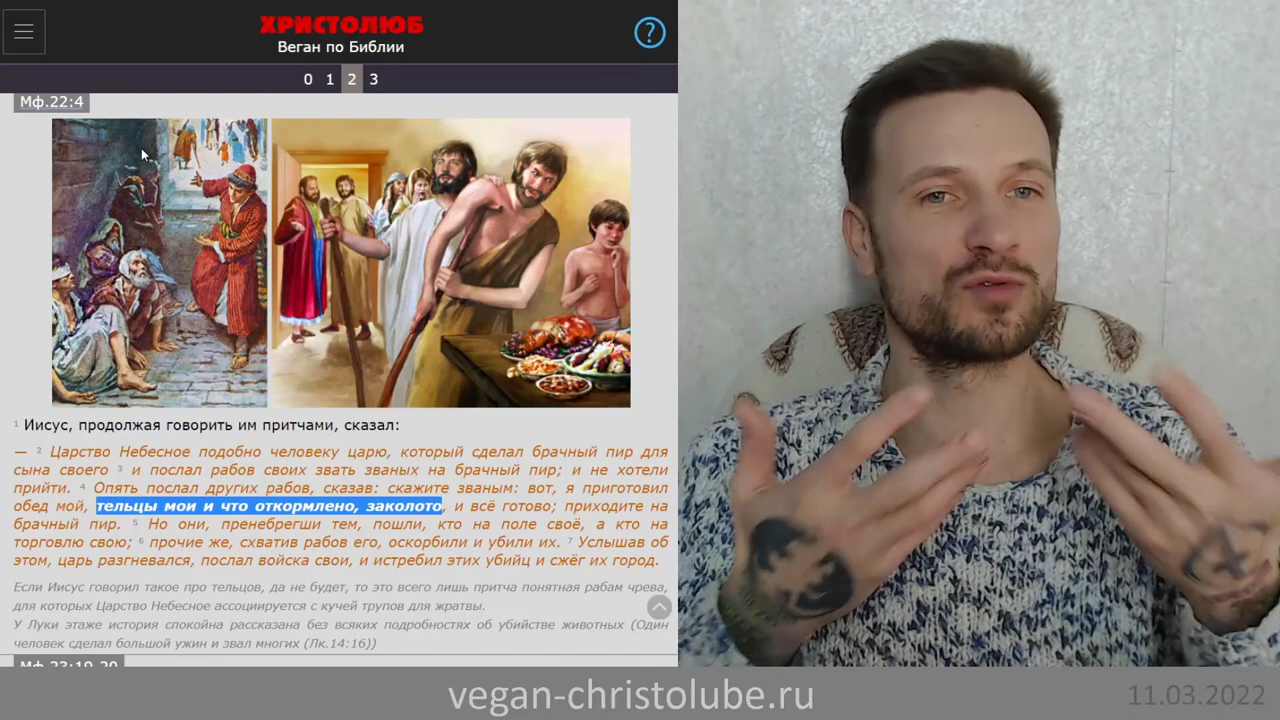 ХРИСТОЛЮБ
Веган по Библии
?
0 1 2 3
Мф.22:4
1 Иисус, продолжая говорить им притчами, сказал:
— 2 Царство Небесное подобно человеку царю, который сделал брачный пир для
сына своего 3 и послал рабов своих звать званых на брачный пир; и не хотели
прийти. 4 Опять послал других рабов, сказав: скажите званым: вот, я приготовил
обед мой, тельцы мои и что откормлено, заколото, и всё готово; приходите на
брачный пир. 5 Но они, пренебрегши тем, пошли, кто на поле своё, а кто на
торговлю свою; 6 прочие же, схватив рабов его, оскорбили и убили их. 7 Услышав об
этом, царь разгневался, послал войска свои, и истребил этих убийц и сжёг их город.
Если Иисус говорил такое про тельцов, да не будет, то это всего лишь притча понятная рабам чрева,
для которых Царство Небесное ассоциируется с кучей трупов для жратвы.
У Луки этаже история спокойна рассказана без всяких подробностях об убийстве животных (Один
человек сделал большой ужин и звал многих (Лк.14:16))
Мф.23:19,20
vegan-christolube.ru
11.03.2022